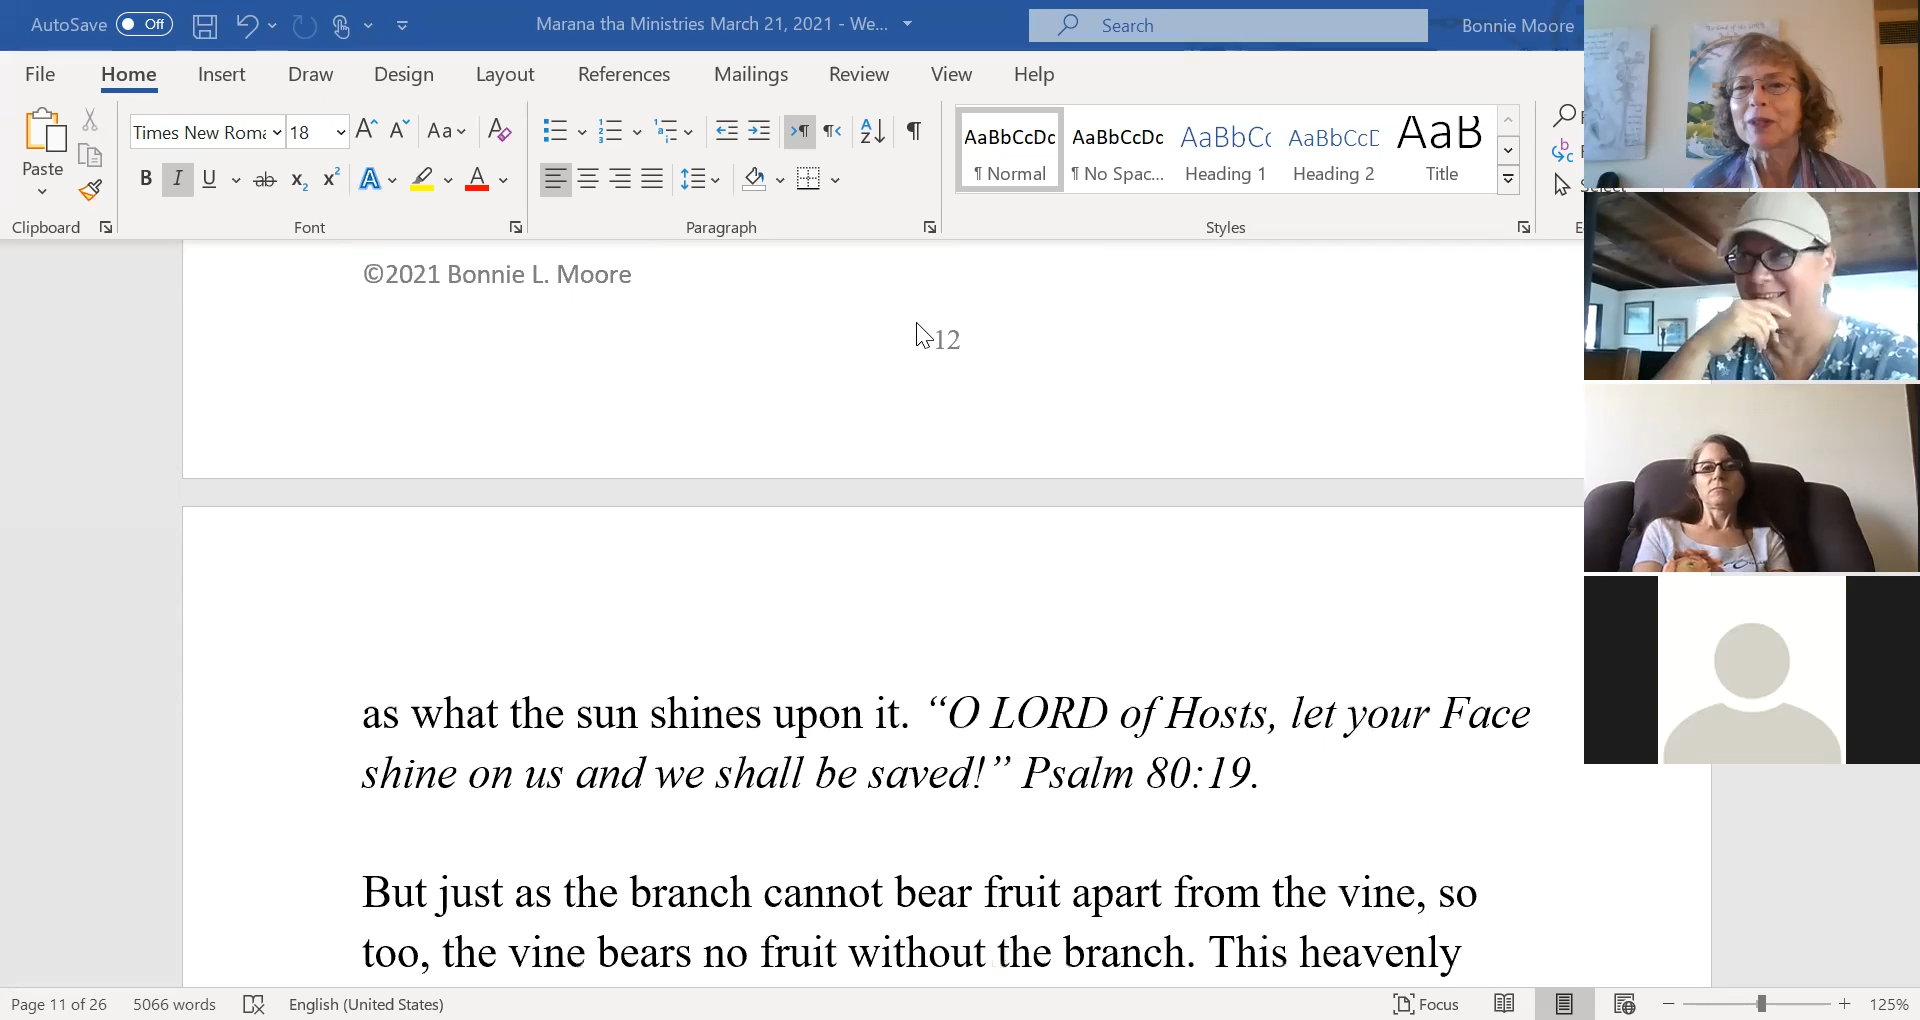 AutoSave Off Marana tha Ministries March 21, 2021 - We... Search Bonnie Moore
File Home Insert Draw Design Layout References Mailings Review View Help
Times New Roma 18 Aa
Paste
B I U ab x2 x2 A A
AaBbCcDc AaBbCcDc AaBbCc AaBbCcD AaB
¶ Normal ¶ No Spac... Heading 1 Heading 2 Title
Clipboard Font Paragraph Styles
©2021 Bonnie L. Moore
12
as what the sun shines upon it. “O LORD of Hosts, let your Face
shine on us and we shall be saved!” Psalm 80:19.
But just as the branch cannot bear fruit apart from the vine, so
too, the vine bears no fruit without the branch. This heavenly
Page 11 of 26 5066 words English (United States) Focus 125%